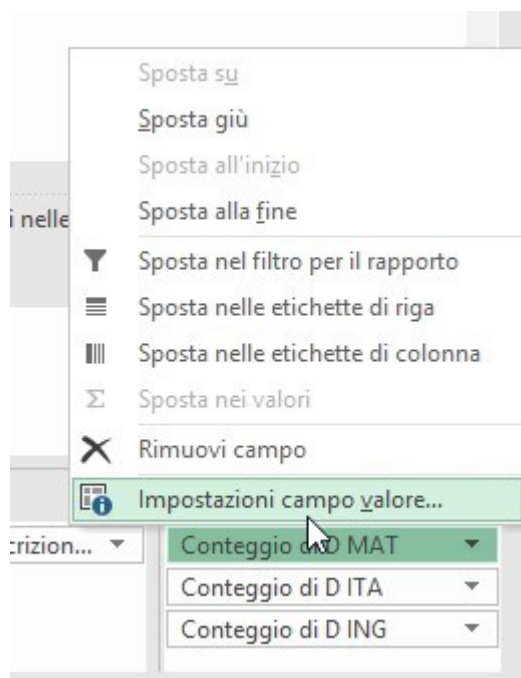 Sposta su
Sposta giù
Sposta all'inizio
Sposta alla fine
i nelle
Sposta nel filtro per il rapporto
Sposta nelle etichette di riga
Sposta nelle etichette di colonna
Sposta nei valori
Rimuovi campo
Impostazioni campo valore...
crizion...
Conteggio di D MAT
Conteggio di D ITA
Conteggio di D ING